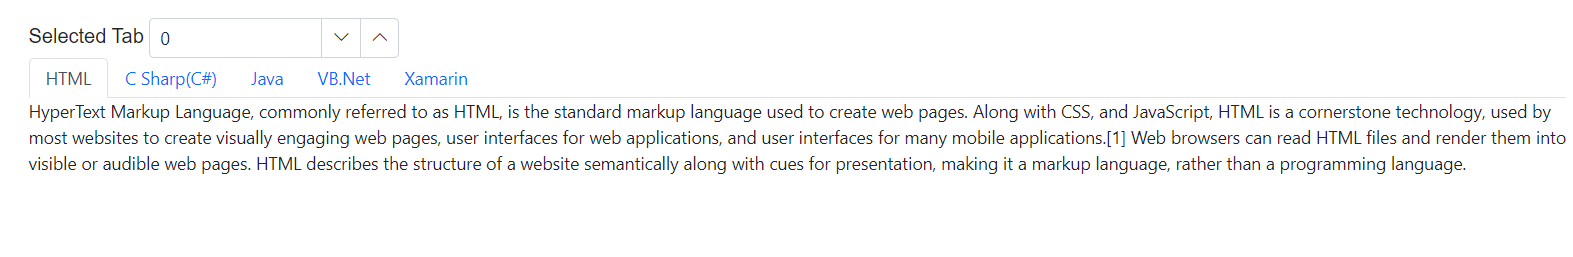 Selected Tab 0
HTML C Sharp(C#) Java VB.Net Xamarin
HyperText Markup Language, commonly referred to as HTML, is the standard markup language used to create web pages. Along with CSS, and JavaScript, HTML is a cornerstone technology, used by
most websites to create visually engaging web pages, user interfaces for web applications, and user interfaces for many mobile applications.[1] Web browsers can read HTML files and render them into
visible or audible web pages. HTML describes the structure of a website semantically along with cues for presentation, making it a markup language, rather than a programming language.